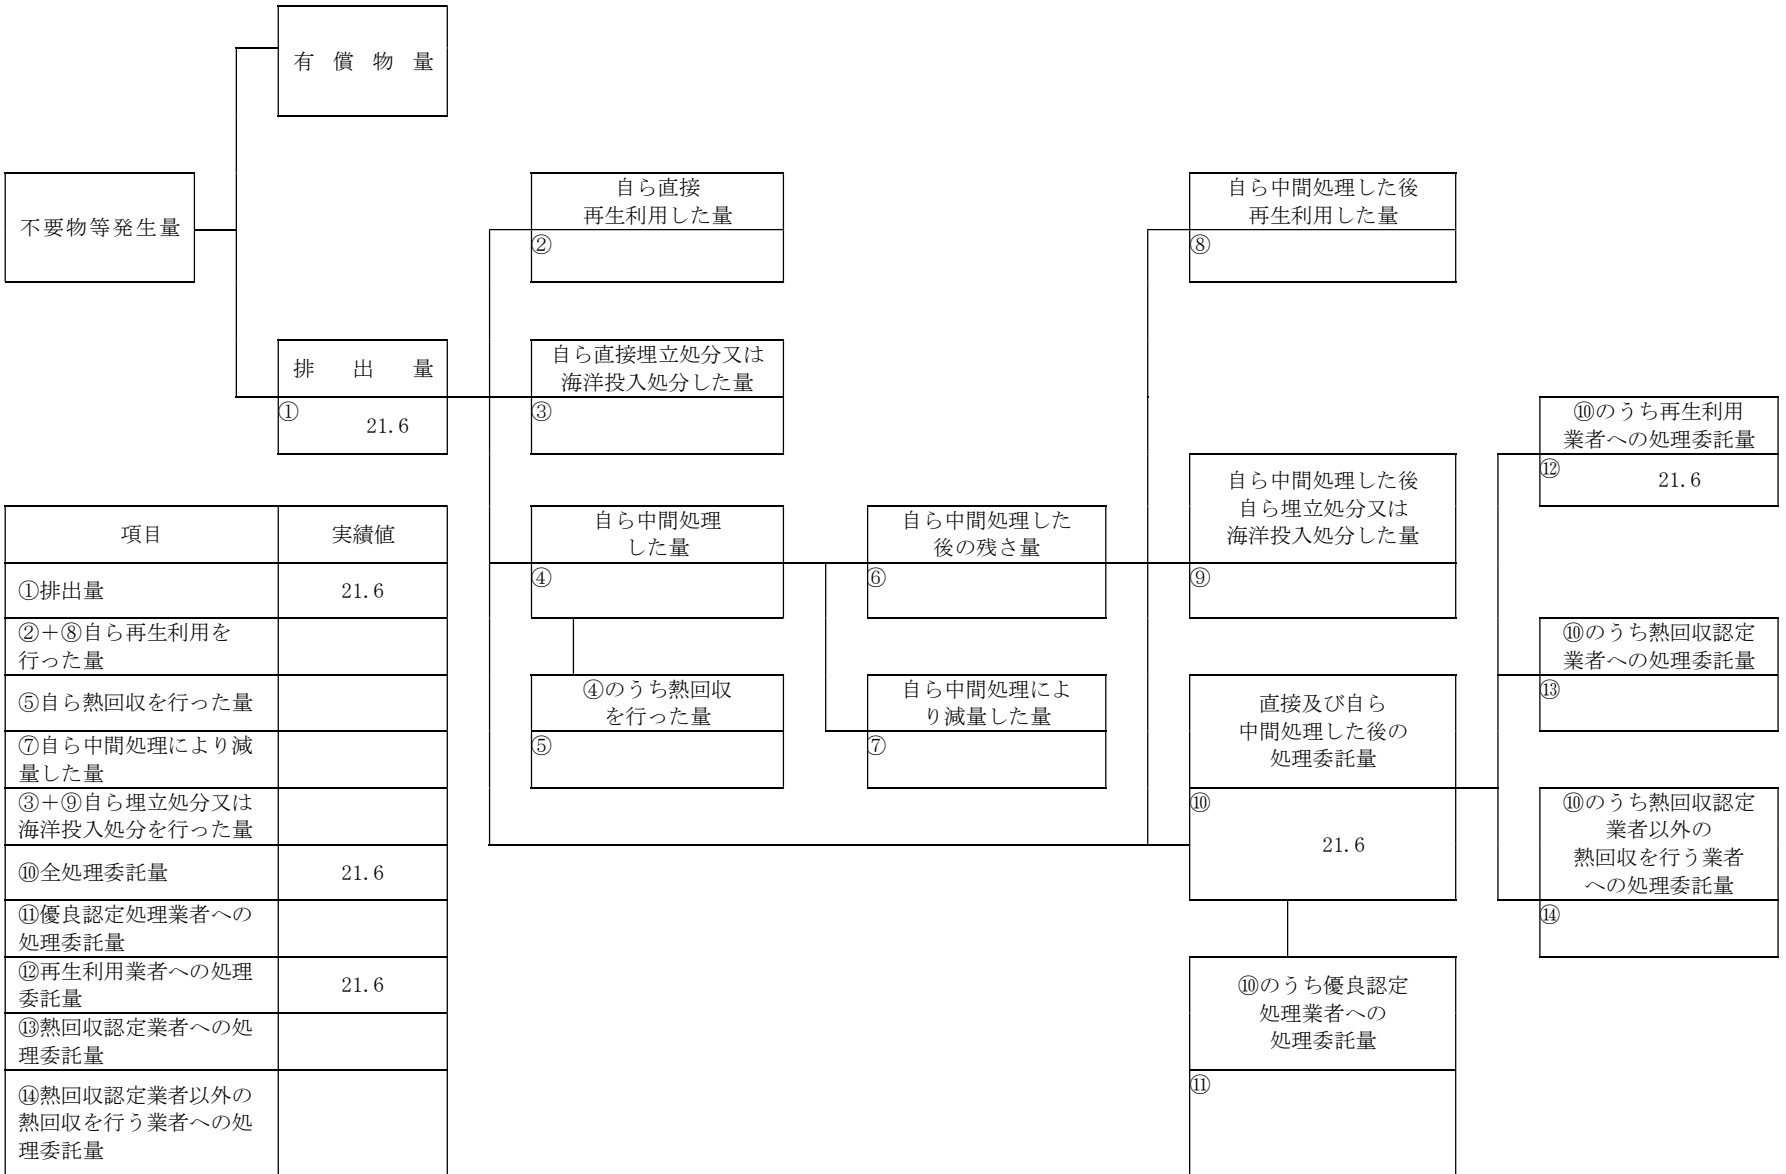 有　償　物　量
不要物等発生量
排　出　量
①
21.6
自ら直接
再生利用した量
②
自ら直接埋立処分又は
海洋投入処分した量
③
自ら中間処理
した量
④
④のうち熱回収
を行った量
⑤
自ら中間処理した
後の残さ量
⑥
自ら中間処理によ
り減量した量
⑦
自ら中間処理した後
再生利用した量
⑧
自ら中間処理した後
自ら埋立処分又は
海洋投入処分した量
⑨
直接及び自ら
中間処理した後の
処理委託量
⑩
21.6
⑩のうち優良認定
処理業者への
処理委託量
⑪
⑩のうち再生利用
業者への処理委託量
⑫
21.6
⑩のうち熱回収認定
業者への処理委託量
⑬
⑩のうち熱回収認定
業者以外の
熱回収を行う業者
への処理委託量
⑭
項目　実績値
①排出量　21.6
②＋⑧自ら再生利用を
行った量
⑤自ら熱回収を行った量
⑦自ら中間処理により減
量した量
③＋⑨自ら埋立処分又は
海洋投入処分を行った量
⑩全処理委託量　21.6
⑪優良認定処理業者への
処理委託量
⑫再生利用業者への処理
委託量　21.6
⑬熱回収認定業者への処
理委託量
⑭熱回収認定業者以外の
熱回収を行う業者への処
理委託量